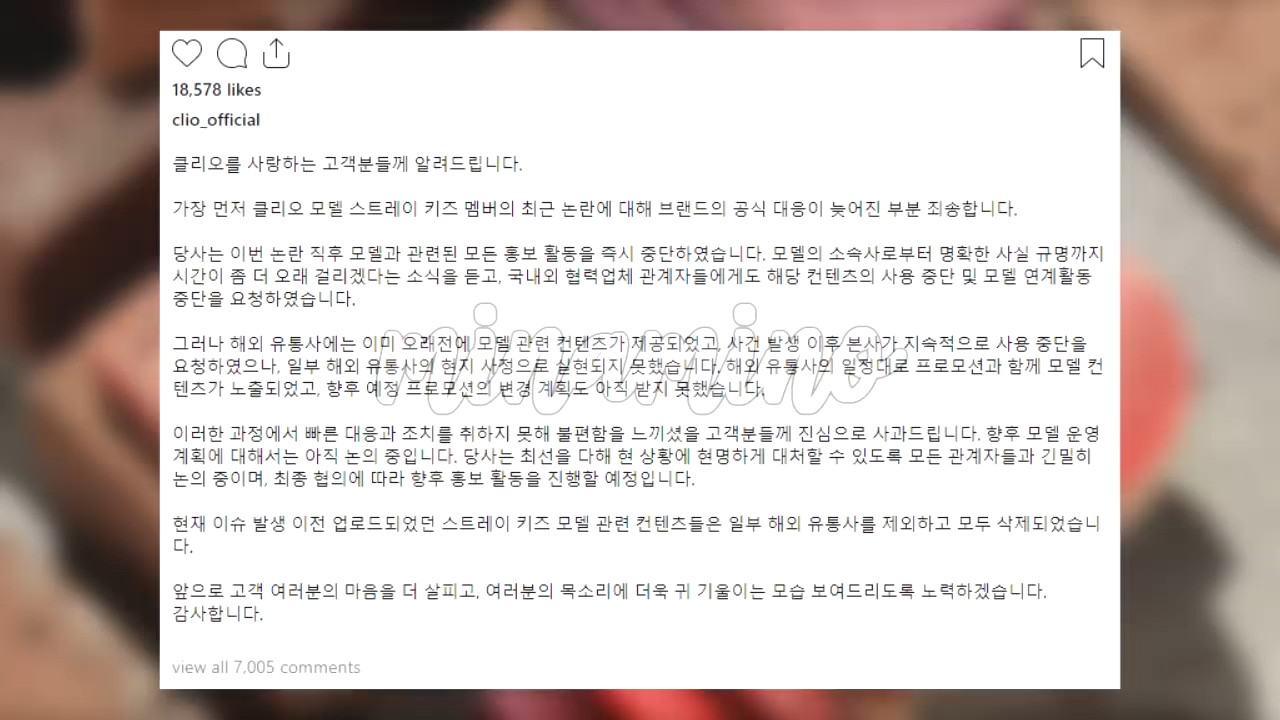 18,578 likes
clio_official
클리오를 사랑하는 고객분들께 알려드립니다.
가장 먼저 클리오 모델 스트레이 키즈 멤버의 최근 논란에 대해 브랜드의 공식 대응이 늦어진 부분 죄송합니다.
당사는 이번 논란 직후 모델과 관련된 모든 홍보 활동을 즉시 중단하였습니다. 모델의 소속사로부터 명확한 사실 규명까지
시간이 좀 더 오래 걸리겠다는 소식을 듣고, 국내외 협력업체 관계자들에게도 해당 컨텐츠의 사용 중단 및 모델 연계활동
중단을 요청하였습니다.
그러나 해외 유통사에는 이미 오래전에 모델 관련 컨텐츠가 제공되었고, 사건 발생 이후 본사가 지속적으로 사용 중단을
요청하였으나, 일부 해외 유통사의 현지 사정으로 실현되지 못했습니다. 해외 유통사의 일정대로 프로모션과 함께 모델 컨
텐츠가 노출되었고, 향후 예정 프로모션의 변경 계획도 아직 받지 못했습니다.
minamino
이러한 과정에서 빠른 대응과 조치를 취하지 못해 불편함을 느끼셨을 고객분들께 진심으로 사과드립니다. 향후 모델 운영
계획에 대해서는 아직 논의 중입니다. 당사는 최선을 다해 현 상황에 현명하게 대처할 수 있도록 모든 관계자들과 긴밀히
논의 중이며, 최종 협의에 따라 향후 홍보 활동을 진행할 예정입니다.
현재 이슈 발생 이전 업로드되었던 스트레이 키즈 모델 관련 컨텐츠들은 일부 해외 유통사를 제외하고 모두 삭제되었습니
다.
앞으로 고객 여러분의 마음을 더 살피고, 여러분의 목소리에 더욱 귀 기울이는 모습 보여드리도록 노력하겠습니다.
감사합니다.
view all 7,005 comments